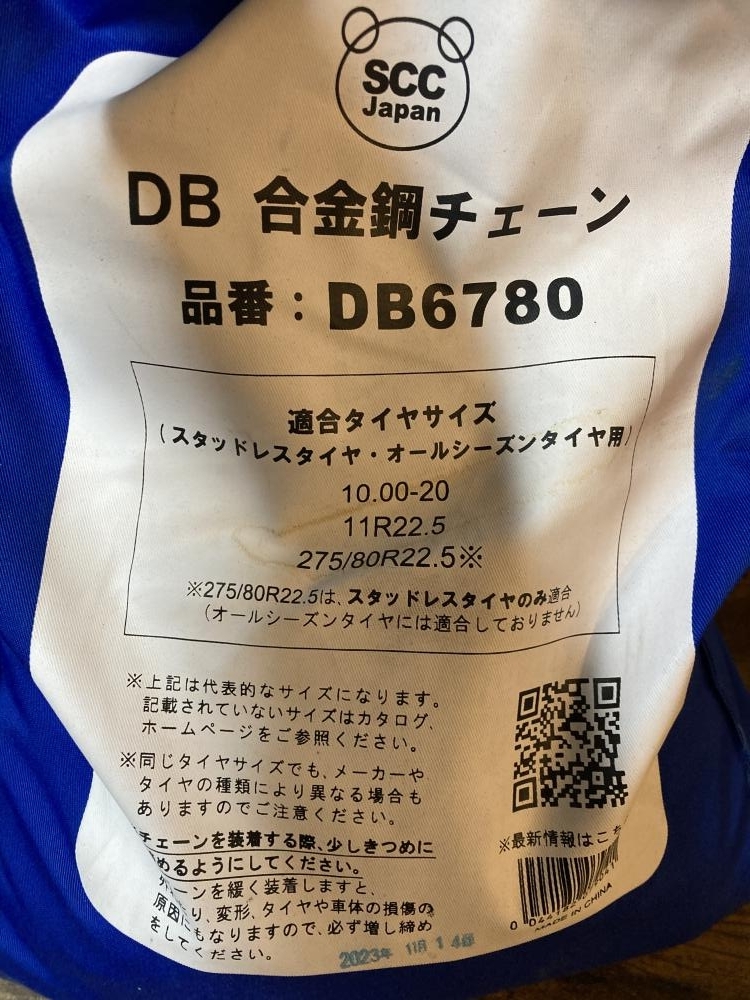 SCC
Japan
DB 合金鋼チェーン
品番：DB6780
適合タイヤサイズ
（スタッドレスタイヤ・オールシーズンタイヤ用）
10.00-20
11R22.5
275/80R22.5※
※275/80R22.5は、スタッドレスタイヤのみ適合
（オールシーズンタイヤには適合しておりません）
※上記は代表的なサイズになります。
記載されていないサイズはカタログ、
ホームページをご参照ください。
※同じタイヤサイズでも、メーカーや
タイヤの種類により異なる場合も
ありますのでご注意ください。
チェーンを装着する際、少しきつめに
めるようにしてください。
ーンを緩く装着しますと、
原因 り、変形、タイヤや車体の損傷の
もなりますので、必ず増し締め
をしてください。
※最新情報はこち
MADE IN CHINA
2023年 11月 14